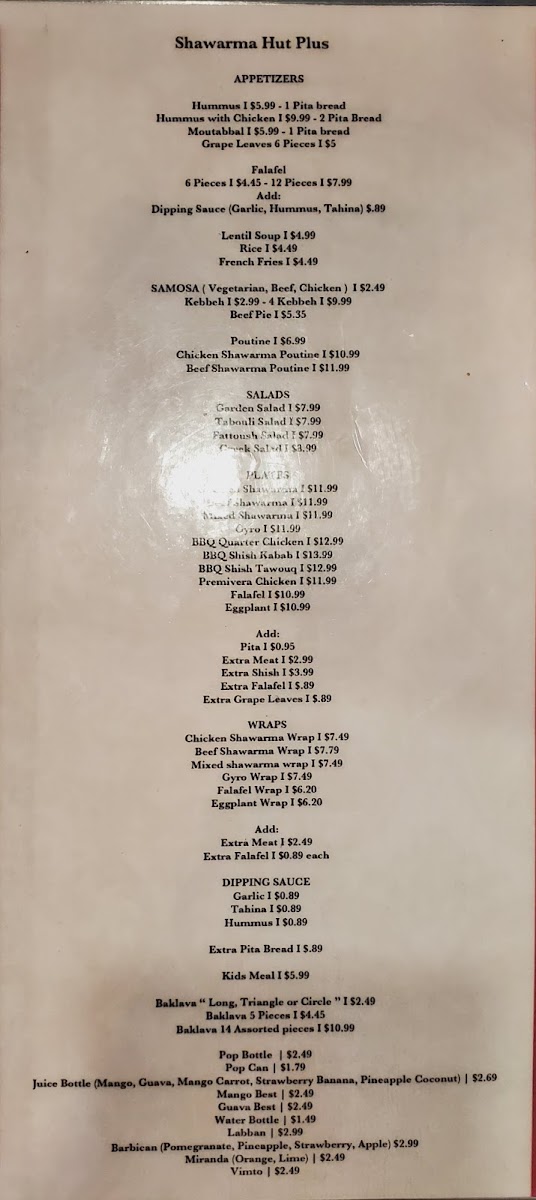 Shawarma Hut Plus
APPETIZERS
Hummus I $5.99 - 1 Pita bread
Hummus with Chicken I $9.99 - 2 Pita Bread
Moutabbal I $5.99 - 1 Pita bread
Grape Leaves 6 Pieces I $5
Falafel
6 Pieces I $4.45 - 12 Pieces I $7.99
Add:
Dipping Sauce (Garlic, Hummus, Tahina) $.89
Lentil Soup I $4.99
Rice I $4.49
French Fries I $4.49
SAMOSA ( Vegetarian, Beef, Chicken ) I $2.49
Kebbeh I $2.99 - 4 Kebbeh I $9.99
Beef Pie I $5.35
Poutine I $6.99
Chicken Shawarma Poutine I $10.99
Beef Shawarma Poutine I $11.99
SALADS
Garden Salad I $7.99
Tabouli Salad I $7.99
Fattoush Salad I $7.99
Greek Salad I $8.99
PLATES
Shawarma I $11.99
Shawarma I $11.99
Mixed Shawarma I $11.99
Gyro I $11.99
BBQ Quarter Chicken I $12.99
BBQ Shish Kabab I $13.99
BBQ Shish Tawouq I $12.99
Premivera Chicken I $11.99
Falafel I $10.99
Eggplant I $10.99
Add:
Pita I $0.95
Extra Meat I $2.99
Extra Shish I $3.99
Extra Falafel I $.89
Extra Grape Leaves I $.89
WRAPS
Chicken Shawarma Wrap I $7.49
Beef Shawarma Wrap I $7.79
Mixed shawarma wrap I $7.49
Gyro Wrap I $7.49
Falafel Wrap I $6.20
Eggplant Wrap I $6.20
Add:
Extra Meat I $2.49
Extra Falafel I $0.89 each
DIPPING SAUCE
Garlic I $0.89
Tahina I $0.89
Hummus I $0.89
Extra Pita Bread I $.89
Kids Meal I $5.99
Baklava “ Long, Triangle or Circle ” I $2.49
Baklava 5 Pieces I $4.45
Baklava 14 Assorted pieces I $10.99
Pop Bottle | $2.49
Pop Can | $1.79
Juice Bottle (Mango, Guava, Mango Carrot, Strawberry Banana, Pineapple Coconut) | $2.69
Mango Best | $2.49
Guava Best | $2.49
Water Bottle | $1.49
Labban | $2.99
Barbican (Pomegranate, Pineapple, Strawberry, Apple) $2.99
Miranda (Orange, Lime) | $2.49
Vimto | $2.49